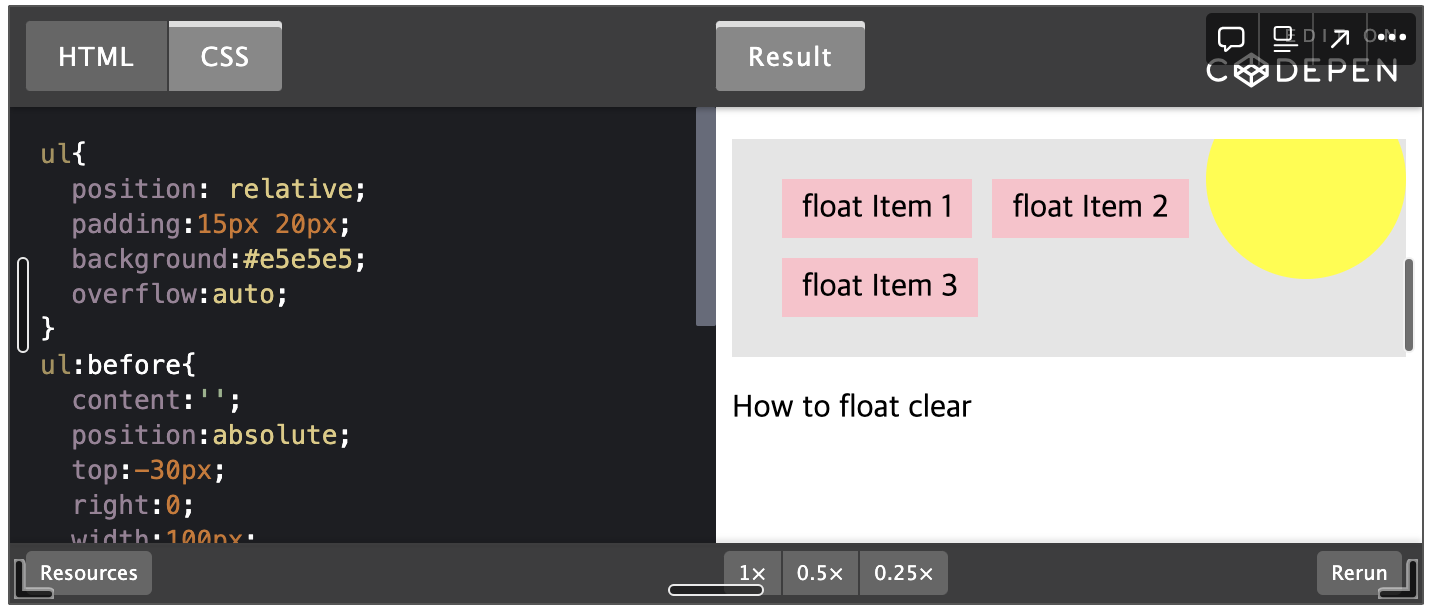 HTML
CSS
Result
EDIT ON
CODEPEN
ul{
position: relative;
padding:15px 20px;
background:#e5e5e5;
overflow:auto;
}
ul:before{
content:'';
position:absolute;
top:-30px;
right:0;
width:100px;
float Item 1
float Item 2
float Item 3
How to float clear
Resources
1×
0.5×
0.25×
Rerun